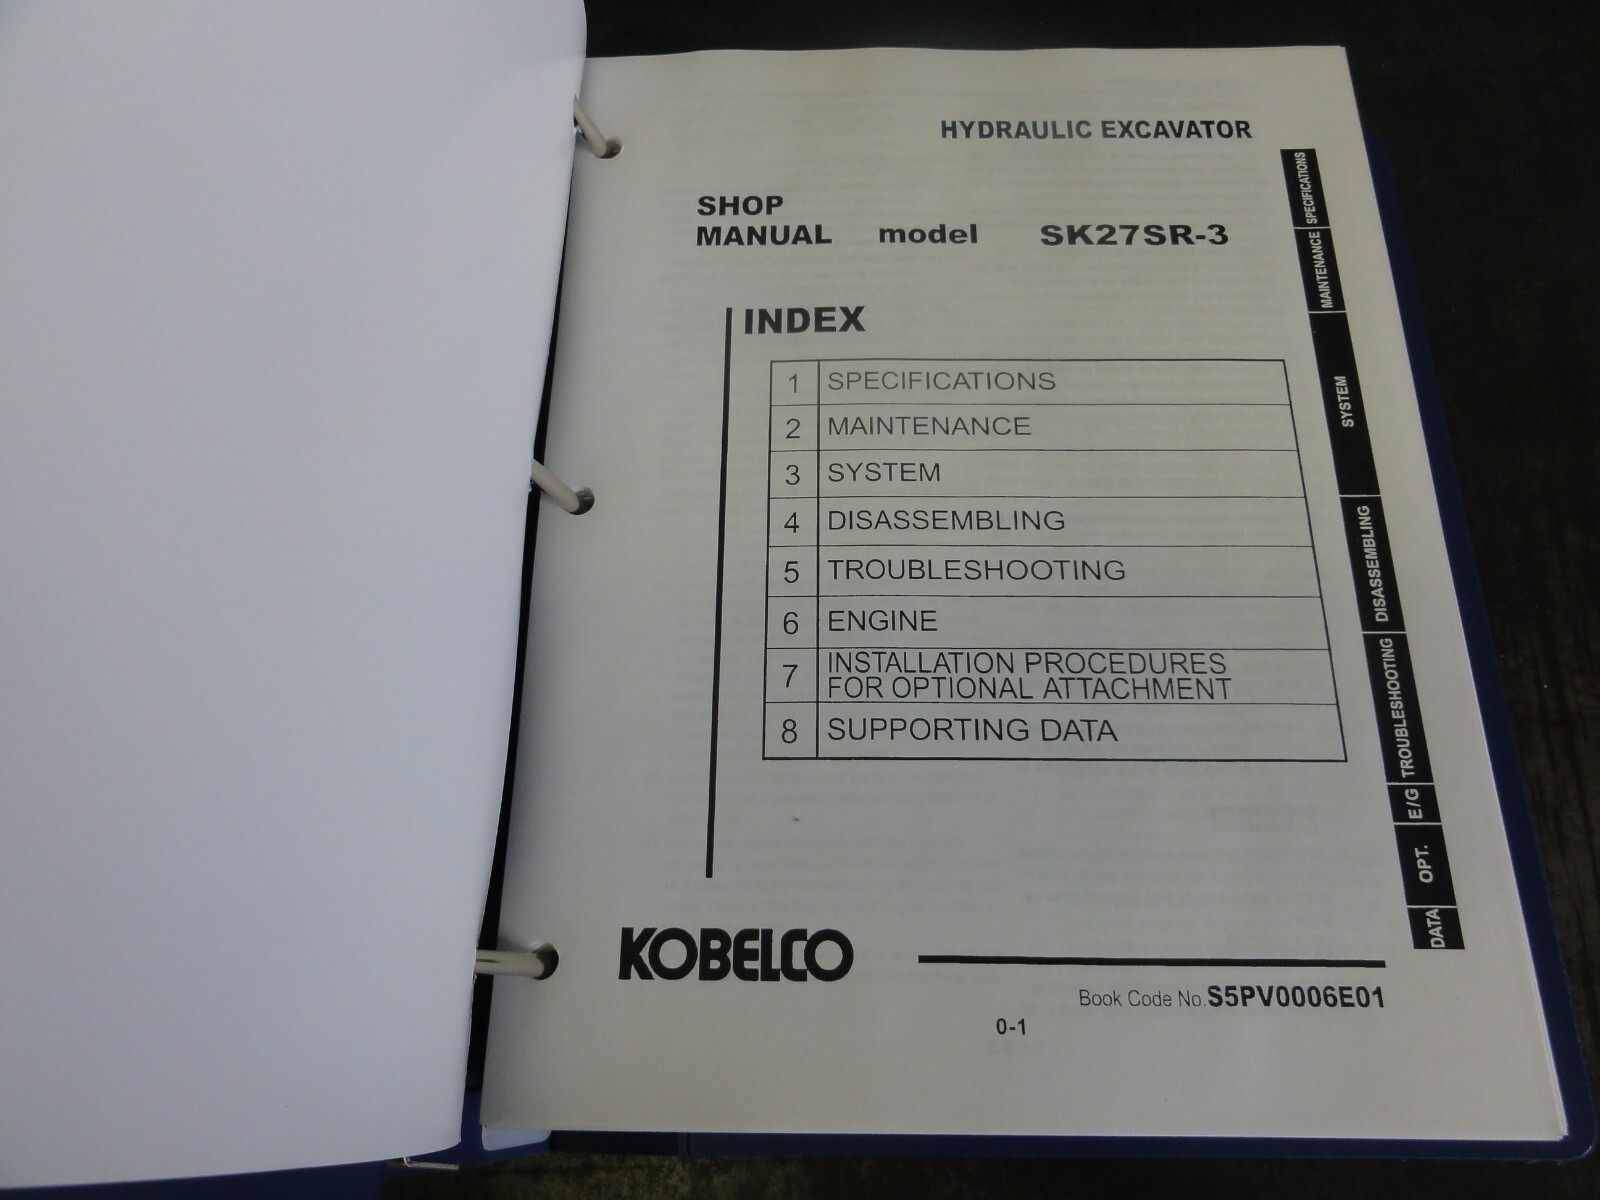 HYDRAULIC EXCAVATOR
SHOP
MANUAL model SK27SR-3
INDEX
1 SPECIFICATIONS
2 MAINTENANCE
3 SYSTEM
4 DISASSEMBLING
5 TROUBLESHOOTING
6 ENGINE
7 INSTALLATION PROCEDURES
FOR OPTIONAL ATTACHMENT
8 SUPPORTING DATA
SPECIFICATIONS
MAINTENANCE
SYSTEM
DISASSEMBLING
TROUBLESHOOTING
E/G
OPT.
DATA
KOBELCO
Book Code No. S5PV0006E01
0-1